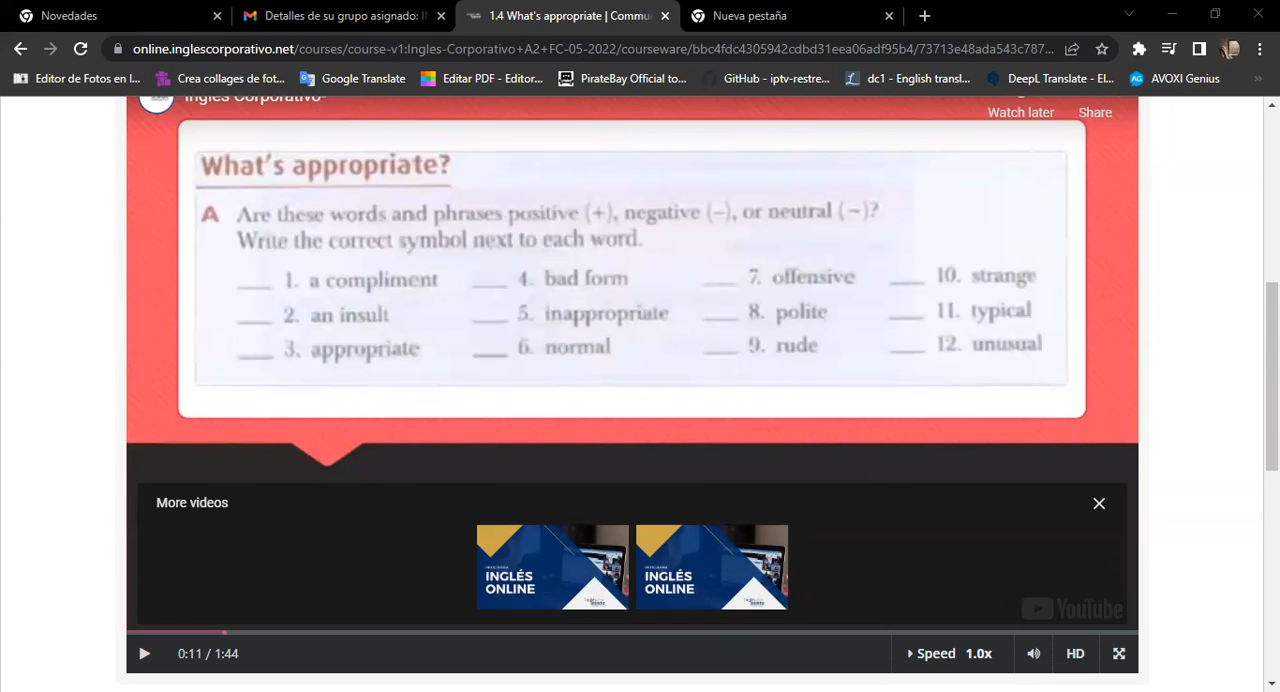 Novedades
Detalles de su grupo asignado: I
1.4 What's appropriate | Commu
Nueva pestaña
online.inglescorporativo.net/courses/course-v1:Ingles-Corporativo+A2+FC-05-2022/courseware/bbc4fdc4305942cdbd31eea06adf95b4/73713e48ada543c787...
Editor de Fotos en l...
Crea collages de fot...
Google Translate
Editar PDF - Editor...
PirateBay Official to...
GitHub - iptv-restre...
dc1 - English transl...
DeepL Translate - El...
AVOXI Genius
Ingles Corporativo-
Watch later
Share
What's appropriate?
A Are these words and phrases positive (+), negative (–), or neutral (~)?
Write the correct symbol next to each word.
___ 1. a compliment ___ 4. bad form ___ 7. offensive ___ 10. strange
___ 2. an insult ___ 5. inappropriate ___ 8. polite ___ 11. typical
___ 3. appropriate ___ 6. normal ___ 9. rude ___ 12. unusual
More videos
INGLÉS
ONLINE
INGLÉS
ONLINE
YouTube
0:11 / 1:44
Speed 1.0x
HD